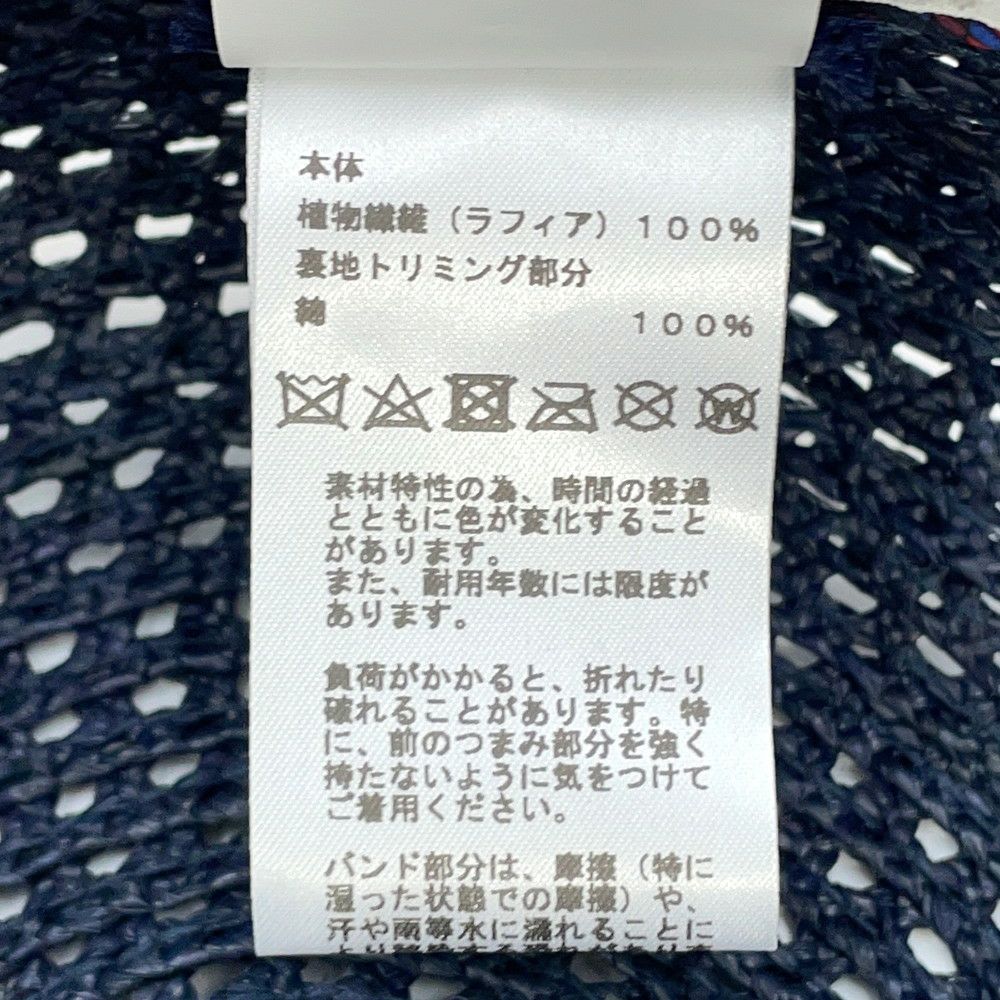 本体
植物繊維（ラフィア）１００％
裏地トリミング部分
綿 １００％
素材特性の為、時間の経過
とともに色が変化すること
があります。
また、耐用年数には限度が
あります。
負荷がかかると、折れたり
破れることがあります。特
に、前のつまみ部分を強く
持たないように気をつけて
ご着用ください。
バンド部分は、摩擦（特に
湿った状態での摩擦）や、
汗や雨等水に濡れることに